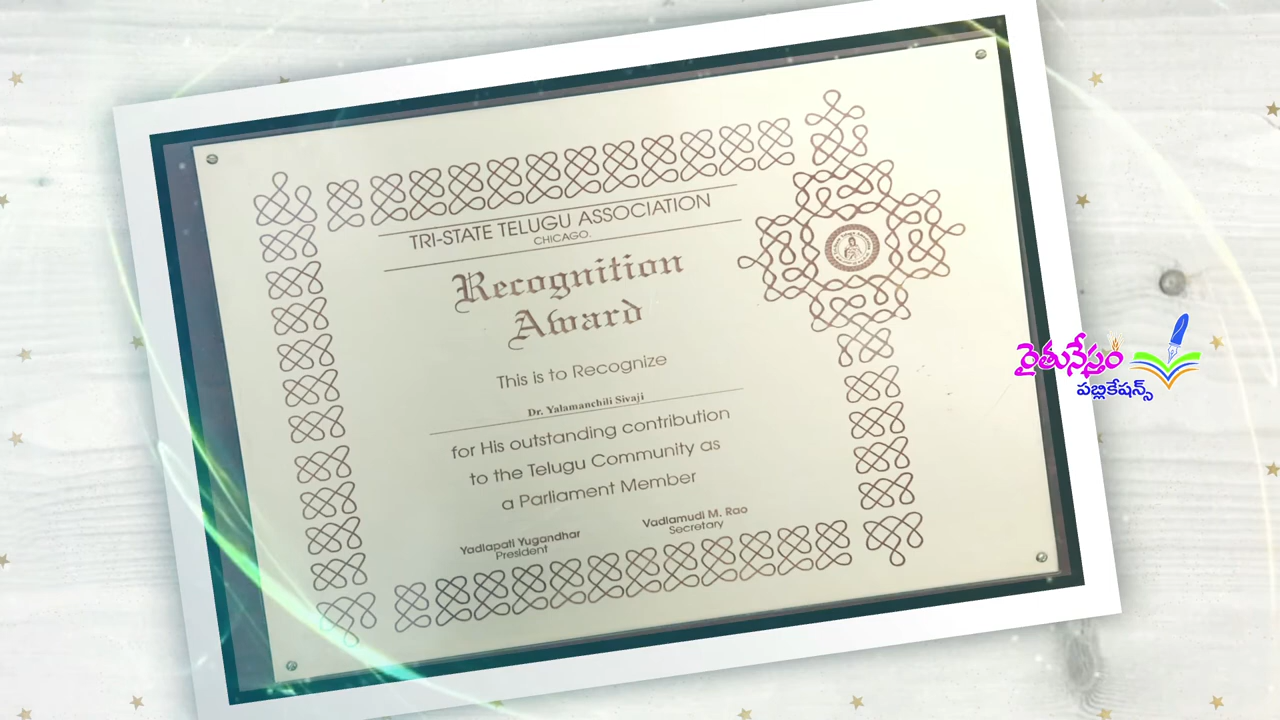 TRI-STATE TELUGU ASSOCIATION
CHICAGO.
Recognition
Award
This is to Recognize
Dr. Yalamanchili Sivaji
for His outstanding contribution
to the Telugu Community as
a Parliament Member
Yadlapati Yugandhar
President
Vadlamudi M. Rao
Secretary
రైతునేస్తం
పబ్లికేషన్స్